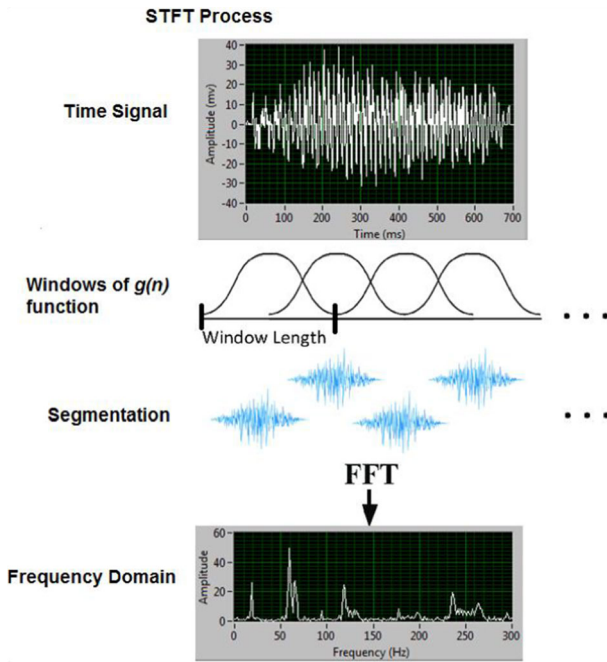 STFT Process
Time Signal
Amplitude (mv)
40
30
20
10
0
-10
-20
-30
-40
0 100 200 300 400 500 600 700
Time (ms)
Windows of g(n)
function
Window Length
Segmentation
FFT
Frequency Domain
Amplitude
60
40
20
0
0 50 100 150 200 250 300
Frequency (Hz)